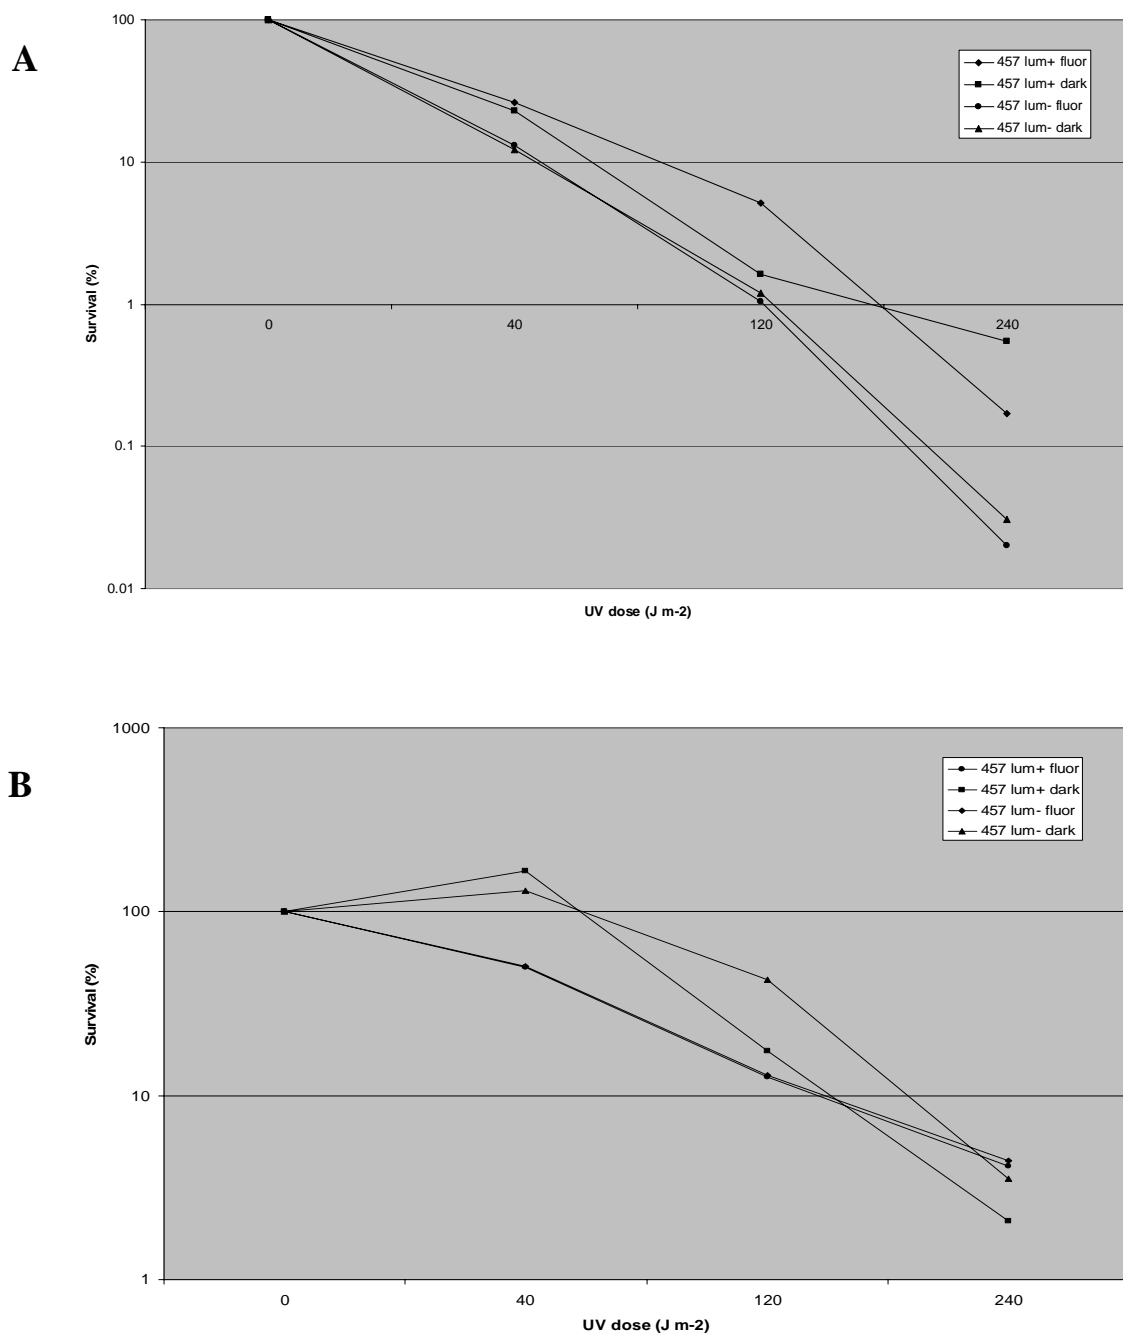 A
100
10
1
0.1
0.01
Survival (%)
0 40 120 240
UV dose (J m-2)
457 lum+ fluor
457 lum+ dark
457 lum- fluor
457 lum- dark
B
1000
100
10
1
Survival (%)
0 40 120 240
UV dose (J m-2)
457 lum+ fluor
457 lum+ dark
457 lum- fluor
457 lum- dark